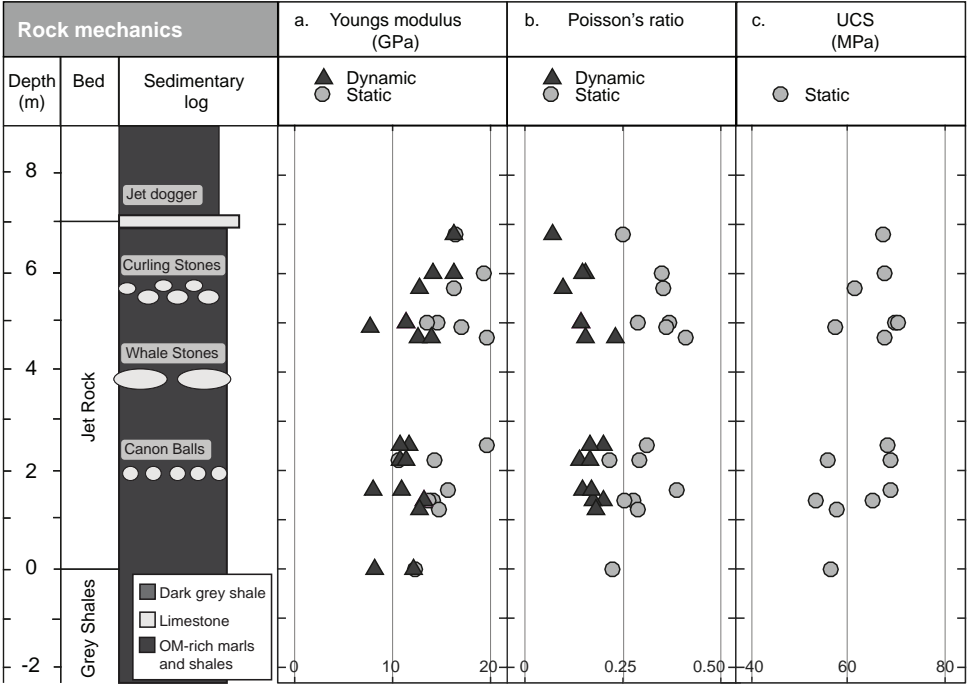 Rock mechanics
a. Youngs modulus
(GPa)
b. Poisson's ratio
c. UCS
(MPa)
Depth
(m)
Bed
Sedimentary
log
Dynamic
Static
Dynamic
Static
Static
8
6
4
2
0
-2
Jet Rock
Grey Shales
Jet dogger
Curling Stones
Whale Stones
Canon Balls
Dark grey shale
Limestone
OM-rich marls
and shales
0 10 20
0 0.25 0.50
40 60 80